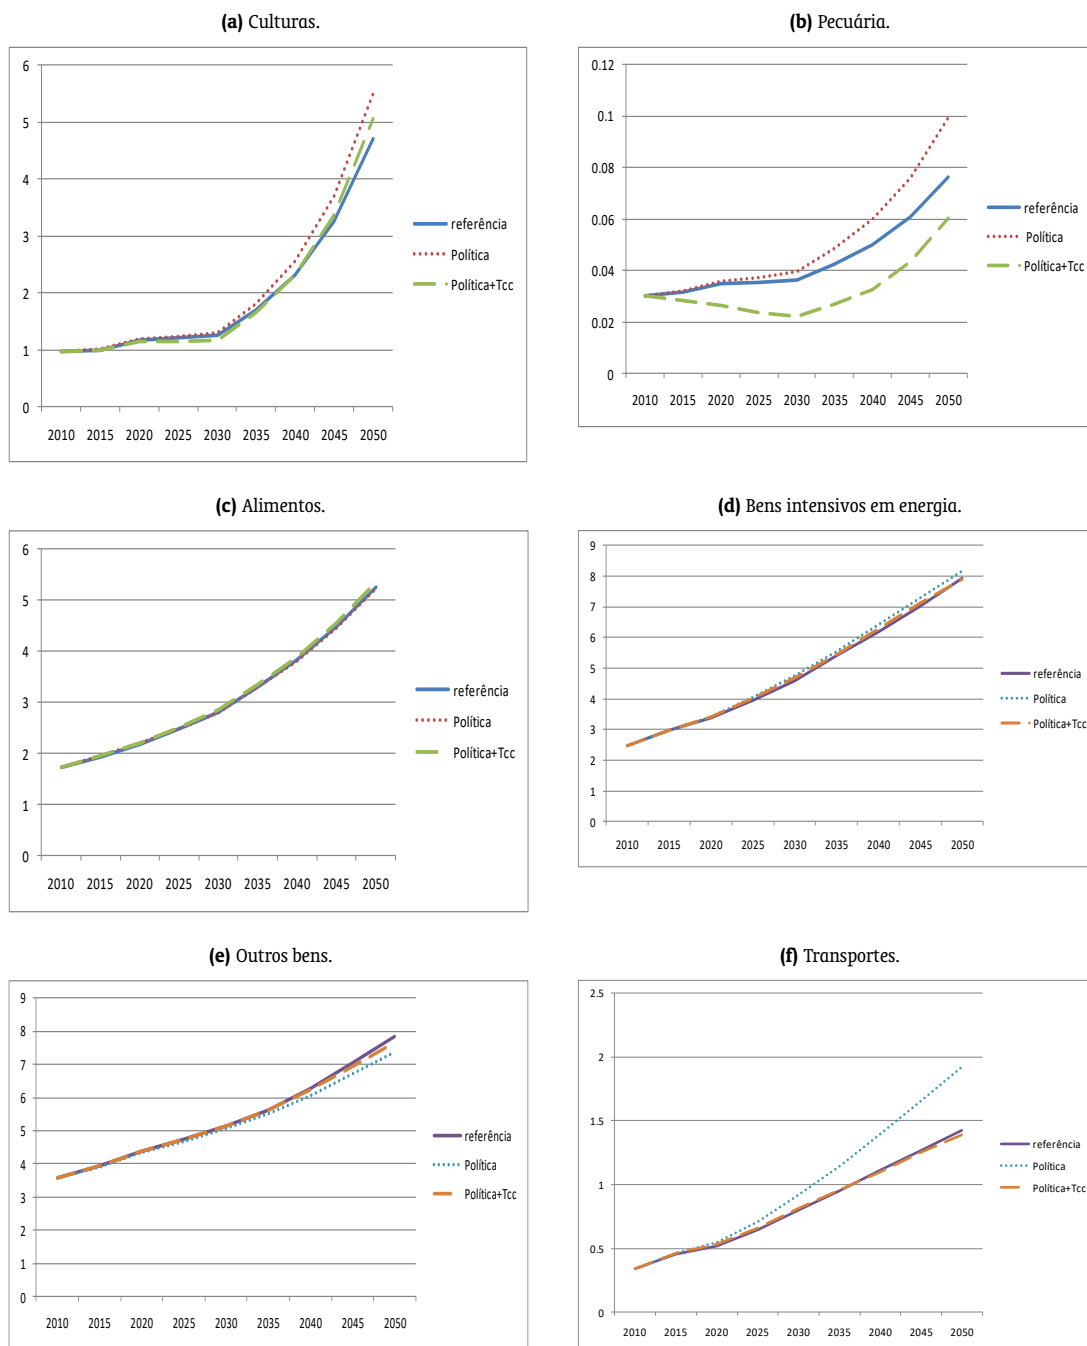 (a) Culturas.
6
5
4
3
2
1
0
2010 2015 2020 2025 2030 2035 2040 2045 2050
referência
Política
Política+Tcc
(b) Pecuária.
0.12
0.1
0.08
0.06
0.04
0.02
0
2010 2015 2020 2025 2030 2035 2040 2045 2050
referência
Política
Política+Tcc
(c) Alimentos.
6
5
4
3
2
1
0
2010 2015 2020 2025 2030 2035 2040 2045 2050
referência
Política
Política+Tcc
(d) Bens intensivos em energia.
9
8
7
6
5
4
3
2
1
0
2010 2015 2020 2025 2030 2035 2040 2045 2050
referência
Política
Política+Tcc
(e) Outros bens.
9
8
7
6
5
4
3
2
1
0
2010 2015 2020 2025 2030 2035 2040 2045 2050
referência
Política
Política+Tcc
(f) Transportes.
2.5
2
1.5
1
0.5
0
2010 2015 2020 2025 2030 2035 2040 2045 2050
referência
Política
Política+Tcc